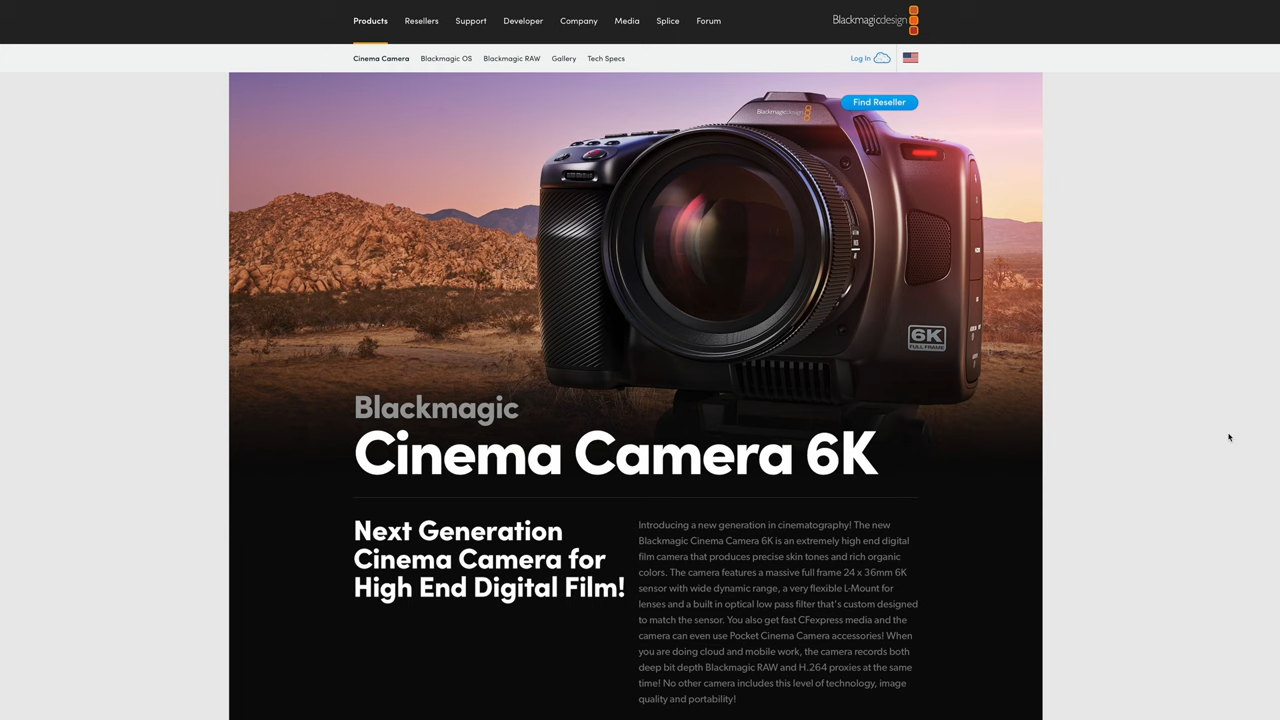 Products Resellers Support Developer Company Media Splice Forum Blackmagicdesign
Cinema Camera Blackmagic OS Blackmagic RAW Gallery Tech Specs Log In
Find Reseller
Blackmagicdesign
6K
FULL FRAME
Blackmagic
Cinema Camera 6K
Next Generation
Cinema Camera for
High End Digital Film!
Introducing a new generation in cinematography! The new
Blackmagic Cinema Camera 6K is an extremely high end digital
film camera that produces precise skin tones and rich organic
colors. The camera features a massive full frame 24 x 36mm 6K
sensor with wide dynamic range, a very flexible L-Mount for
lenses and a built in optical low pass filter that's custom designed
to match the sensor. You also get fast CFexpress media and the
camera can even use Pocket Cinema Camera accessories! When
you are doing cloud and mobile work, the camera records both
deep bit depth Blackmagic RAW and H.264 proxies at the same
time! No other camera includes this level of technology, image
quality and portability!